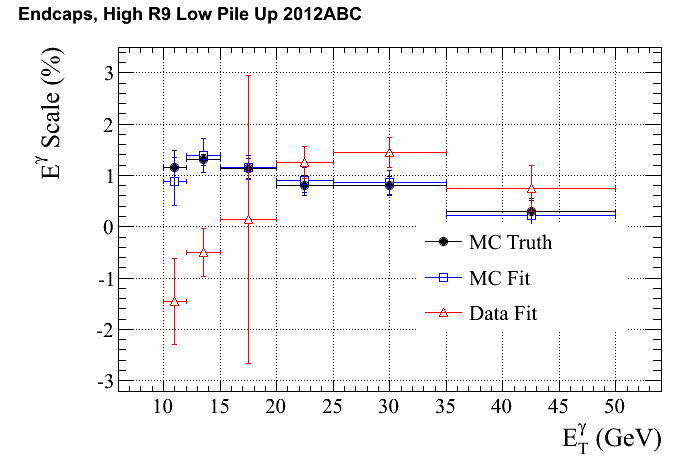 Endcaps, High R9 Low Pile Up 2012ABC
E^γ Scale (%)
3
2
1
0
-1
-2
-3
MC Truth
MC Fit
Data Fit
10 15 20 25 30 35 40 45 50
E_T^γ (GeV)